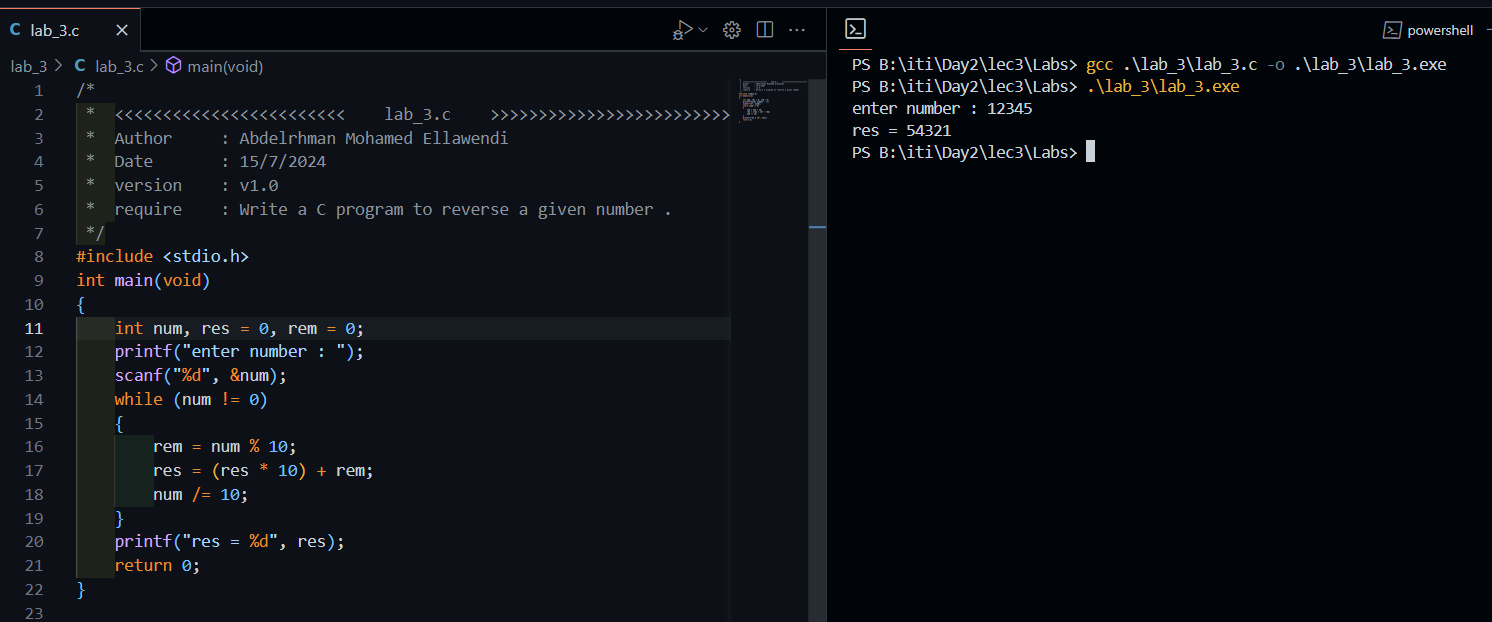 C lab_3.c
lab_3 > C lab_3.c > main(void)
1 /*
2 * <<<<<<<<<<<<<<<<<<<<<<<< lab_3.c >>>>>>>>>>>>>>>>>>>>>>>>>
3 * Author : Abdelrhman Mohamed Ellawendi
4 * Date : 15/7/2024
5 * version : v1.0
6 * require : Write a C program to reverse a given number .
7 */
8 #include <stdio.h>
9 int main(void)
10 {
11 int num, res = 0, rem = 0;
12 printf("enter number : ");
13 scanf("%d", &num);
14 while (num != 0)
15 {
16 rem = num % 10;
17 res = (res * 10) + rem;
18 num /= 10;
19 }
20 printf("res = %d", res);
21 return 0;
22 }
23
powershell
PS B:\iti\Day2\lec3\Labs> gcc .\lab_3\lab_3.c -o .\lab_3\lab_3.exe
PS B:\iti\Day2\lec3\Labs> .\lab_3\lab_3.exe
enter number : 12345
res = 54321
PS B:\iti\Day2\lec3\Labs>